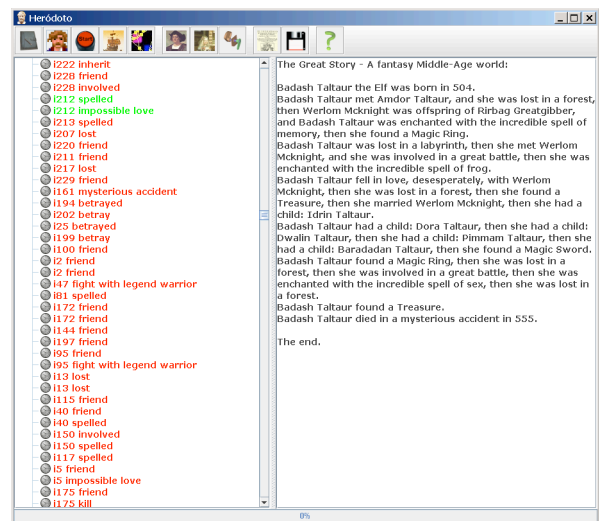 Heródoto
Start
i222 inherit
i228 friend
i228 involved
i212 spelled
i212 impossible love
i213 spelled
i207 lost
i220 friend
i211 friend
i217 lost
i229 friend
i161 mysterious accident
i194 betrayed
i202 betray
i25 betrayed
i199 betray
i100 friend
i2 friend
i2 friend
i47 fight with legend warrior
i81 spelled
i172 friend
i172 friend
i144 friend
i197 friend
i95 friend
i95 fight with legend warrior
i13 lost
i13 lost
i115 friend
i40 friend
i40 spelled
i150 involved
i150 spelled
i117 spelled
i5 friend
i5 impossible love
i175 friend
i175 kill
The Great Story - A fantasy Middle-Age world:
Badash Taltaur the Elf was born in 504.
Badash Taltaur met Amdor Taltaur, and she was lost in a forest,
then Werlom Mcknight was offspring of Rirbag Greatgibber,
and Badash Taltaur was enchanted with the incredible spell of
memory, then she found a Magic Ring.
Badash Taltaur was lost in a labyrinth, then she met Werlom
Mcknight, and she was involved in a great battle, then she was
enchanted with the incredible spell of frog.
Badash Taltaur fell in love, desesperately, with Werlom
Mcknight, then she was lost in a forest, then she found a
Treasure, then she married Werlom Mcknight, then she had a
child: Idrin Taltaur.
Badash Taltaur had a child: Dora Taltaur, then she had a child:
Dwalin Taltaur, then she had a child: Pimmam Taltaur, then she
had a child: Baradadan Taltaur, then she found a Magic Sword.
Badash Taltaur found a Magic Ring, then she was lost in a
forest, then she was involved in a great battle, then she was
enchanted with the incredible spell of sex, then she was lost in
a forest.
Badash Taltaur found a Treasure.
Badash Taltaur died in a mysterious accident in 555.
The end.
0%